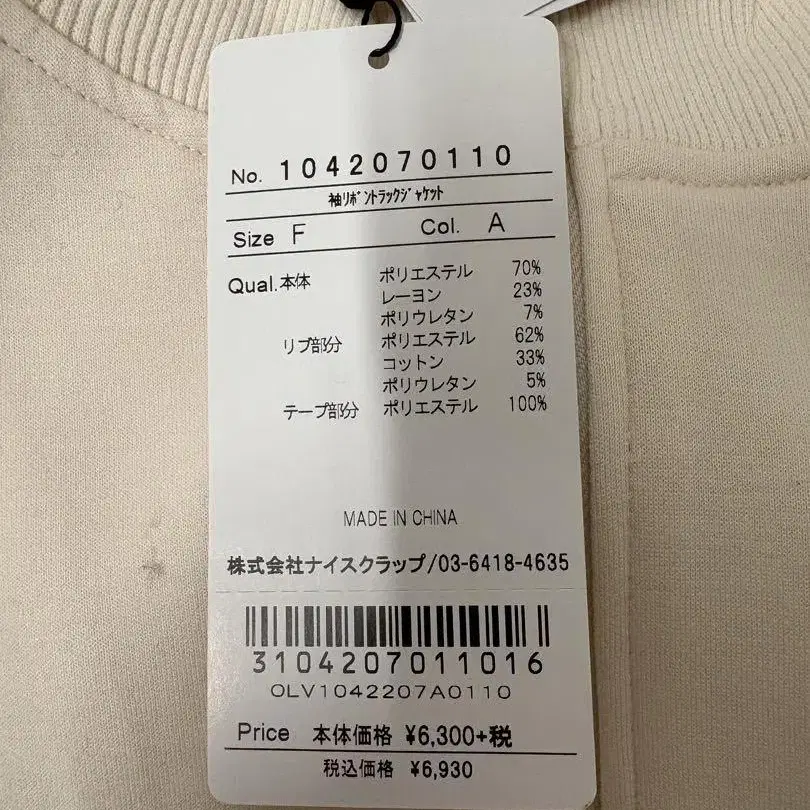 No. 1042070110
袖ﾘﾎﾞﾝﾄﾗｯｸｼﾞｬｹｯﾄ
Size F Col. A
Qual. 本体 ポリエステル 70%
レーヨン 23%
ポリウレタン 7%
リブ部分 ポリエステル 62%
コットン 33%
ポリウレタン 5%
テープ部分 ポリエステル 100%
MADE IN CHINA
株式会社ナイスクラップ/03-6418-4635
3104207011016
OLV1042207A0110
Price 本体価格 ¥6,300+税
税込価格 ¥6,930